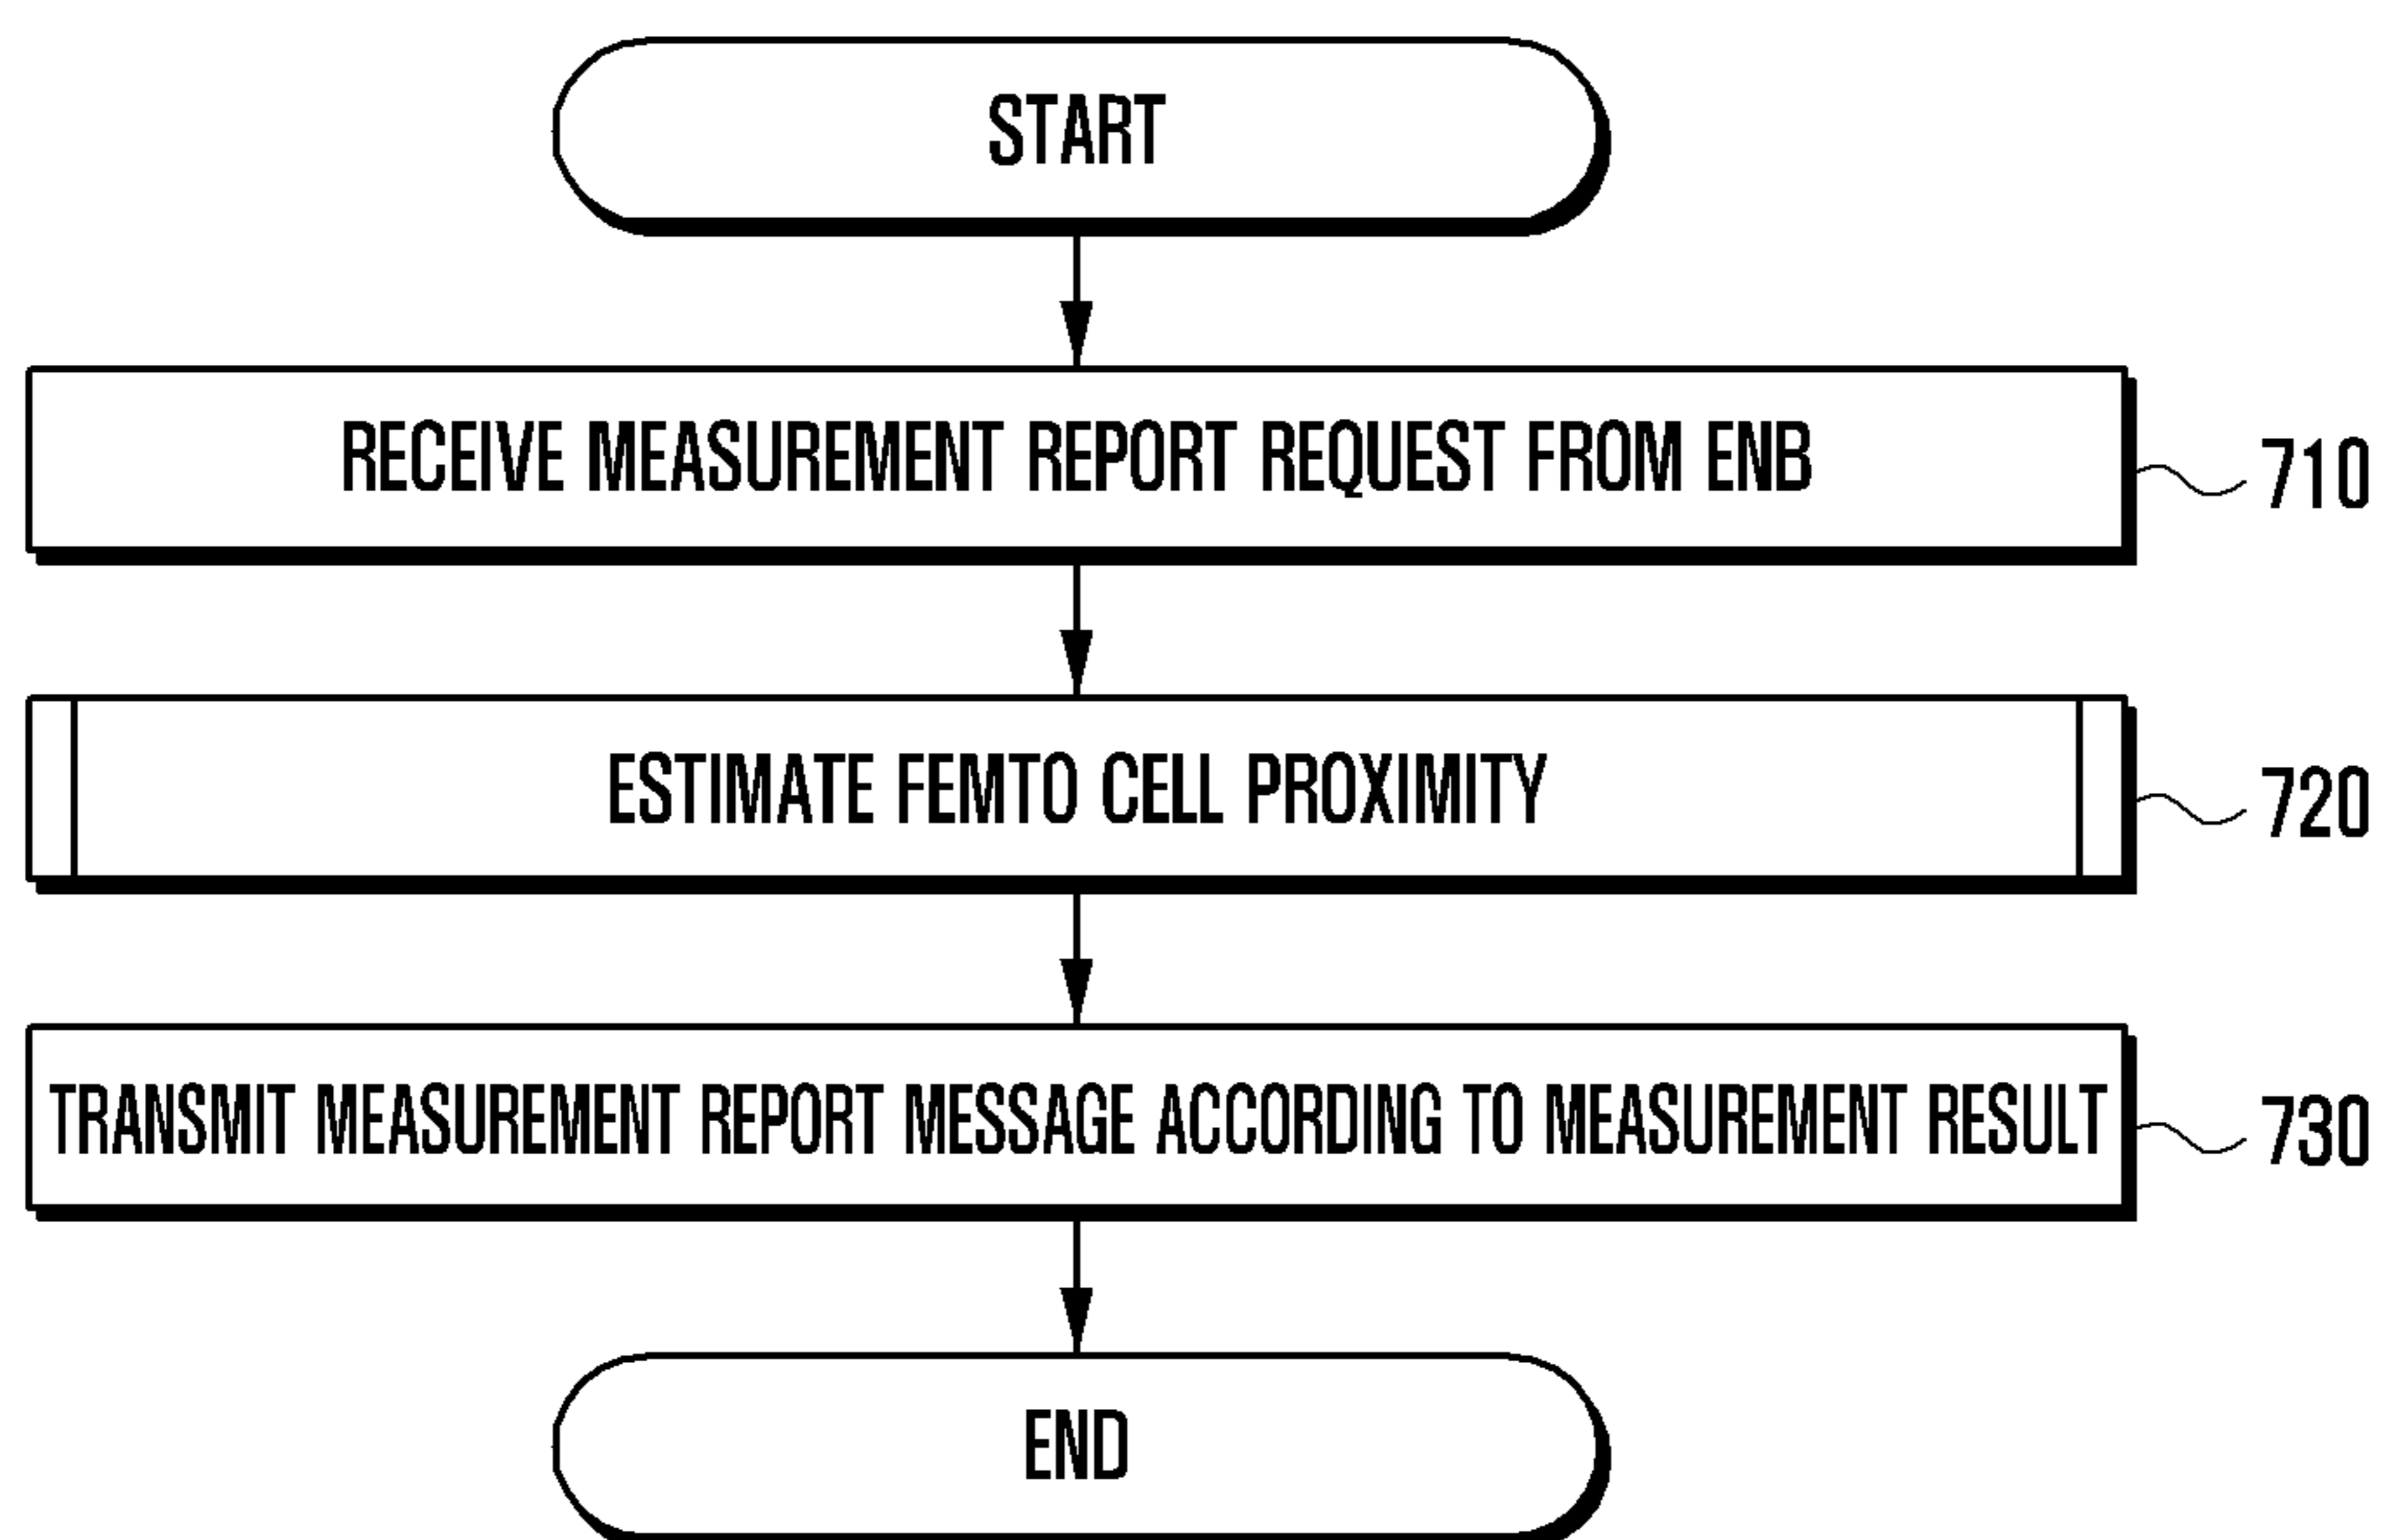 START
RECEIVE MEASUREMENT REPORT REQUEST FROM ENB
710
ESTIMATE FEMTO CELL PROXIMITY
720
TRANSMIT MEASUREMENT REPORT MESSAGE ACCORDING TO MEASUREMENT RESULT
730
END